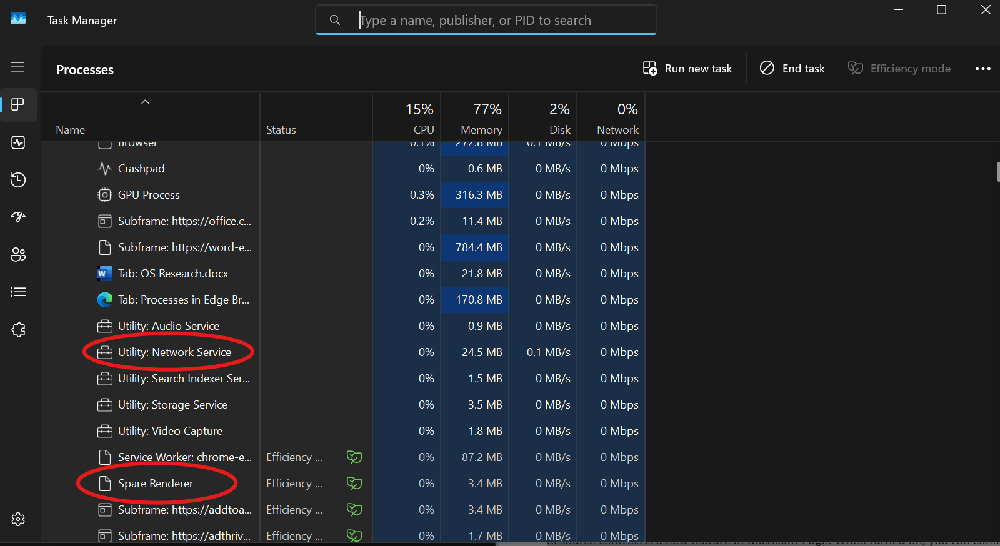 Task Manager
Type a name, publisher, or PID to search
Processes
Run new task
End task
Efficiency mode
15% 77% 2% 0%
Name Status CPU Memory Disk Network
Browser 0.1% 272.8 MB 0.1 MB/s 0 Mbps
Crashpad 0% 0.6 MB 0 MB/s 0 Mbps
GPU Process 0.3% 316.3 MB 0 MB/s 0 Mbps
Subframe: https://office.c... 0.2% 11.4 MB 0 MB/s 0 Mbps
Subframe: https://word-e... 0% 784.4 MB 0 MB/s 0 Mbps
Tab: OS Research.docx 0% 21.8 MB 0 MB/s 0 Mbps
Tab: Processes in Edge Br... 0% 170.8 MB 0 MB/s 0 Mbps
Utility: Audio Service 0% 0.9 MB 0 MB/s 0 Mbps
Utility: Network Service 0% 24.5 MB 0.1 MB/s 0 Mbps
Utility: Search Indexer Ser... 0% 1.5 MB 0 MB/s 0 Mbps
Utility: Storage Service 0% 3.5 MB 0 MB/s 0 Mbps
Utility: Video Capture 0% 1.8 MB 0 MB/s 0 Mbps
Service Worker: chrome-e... Efficiency ... 0% 87.2 MB 0 MB/s 0 Mbps
Spare Renderer Efficiency ... 0% 3.4 MB 0 MB/s 0 Mbps
Subframe: https://addtoa... Efficiency ... 0% 3.4 MB 0 MB/s 0 Mbps
Subframe: https://adthriv... Efficiency ... 0% 1.7 MB 0 MB/s 0 Mbps
Resource controls is a new feature of Microsoft Edge. When turned on, you can cont